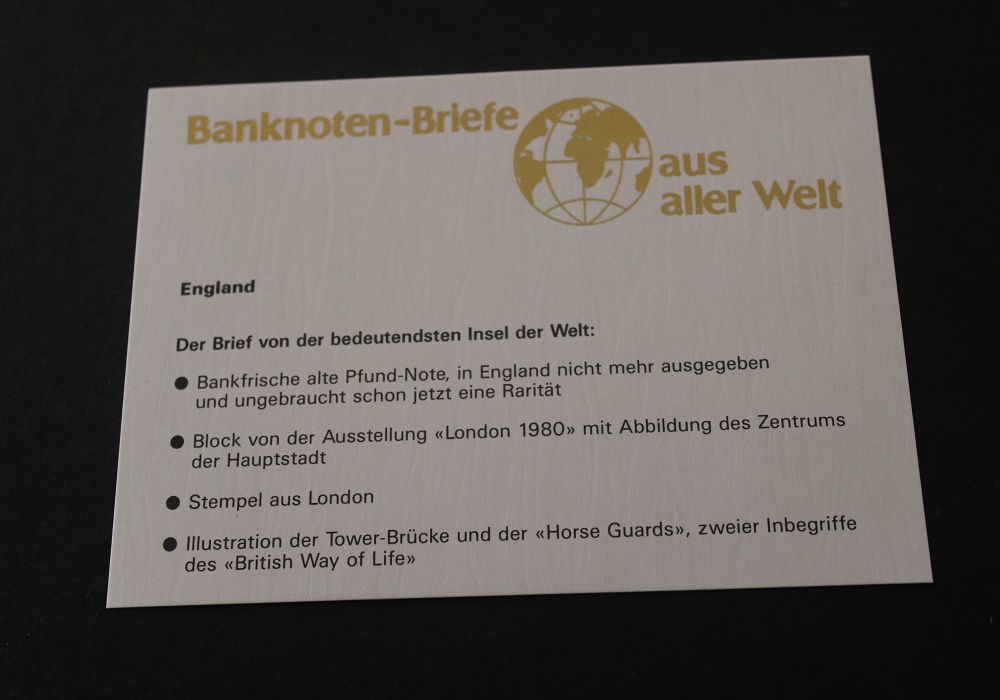 Banknoten-Briefe
aus
aller Welt
England
Der Brief von der bedeutendsten Insel der Welt:
● Bankfrische alte Pfund-Note, in England nicht mehr ausgegeben
und ungebraucht schon jetzt eine Rarität
● Block von der Ausstellung «London 1980» mit Abbildung des Zentrums
der Hauptstadt
● Stempel aus London
● Illustration der Tower-Brücke und der «Horse Guards», zweier Inbegriffe
des «British Way of Life»